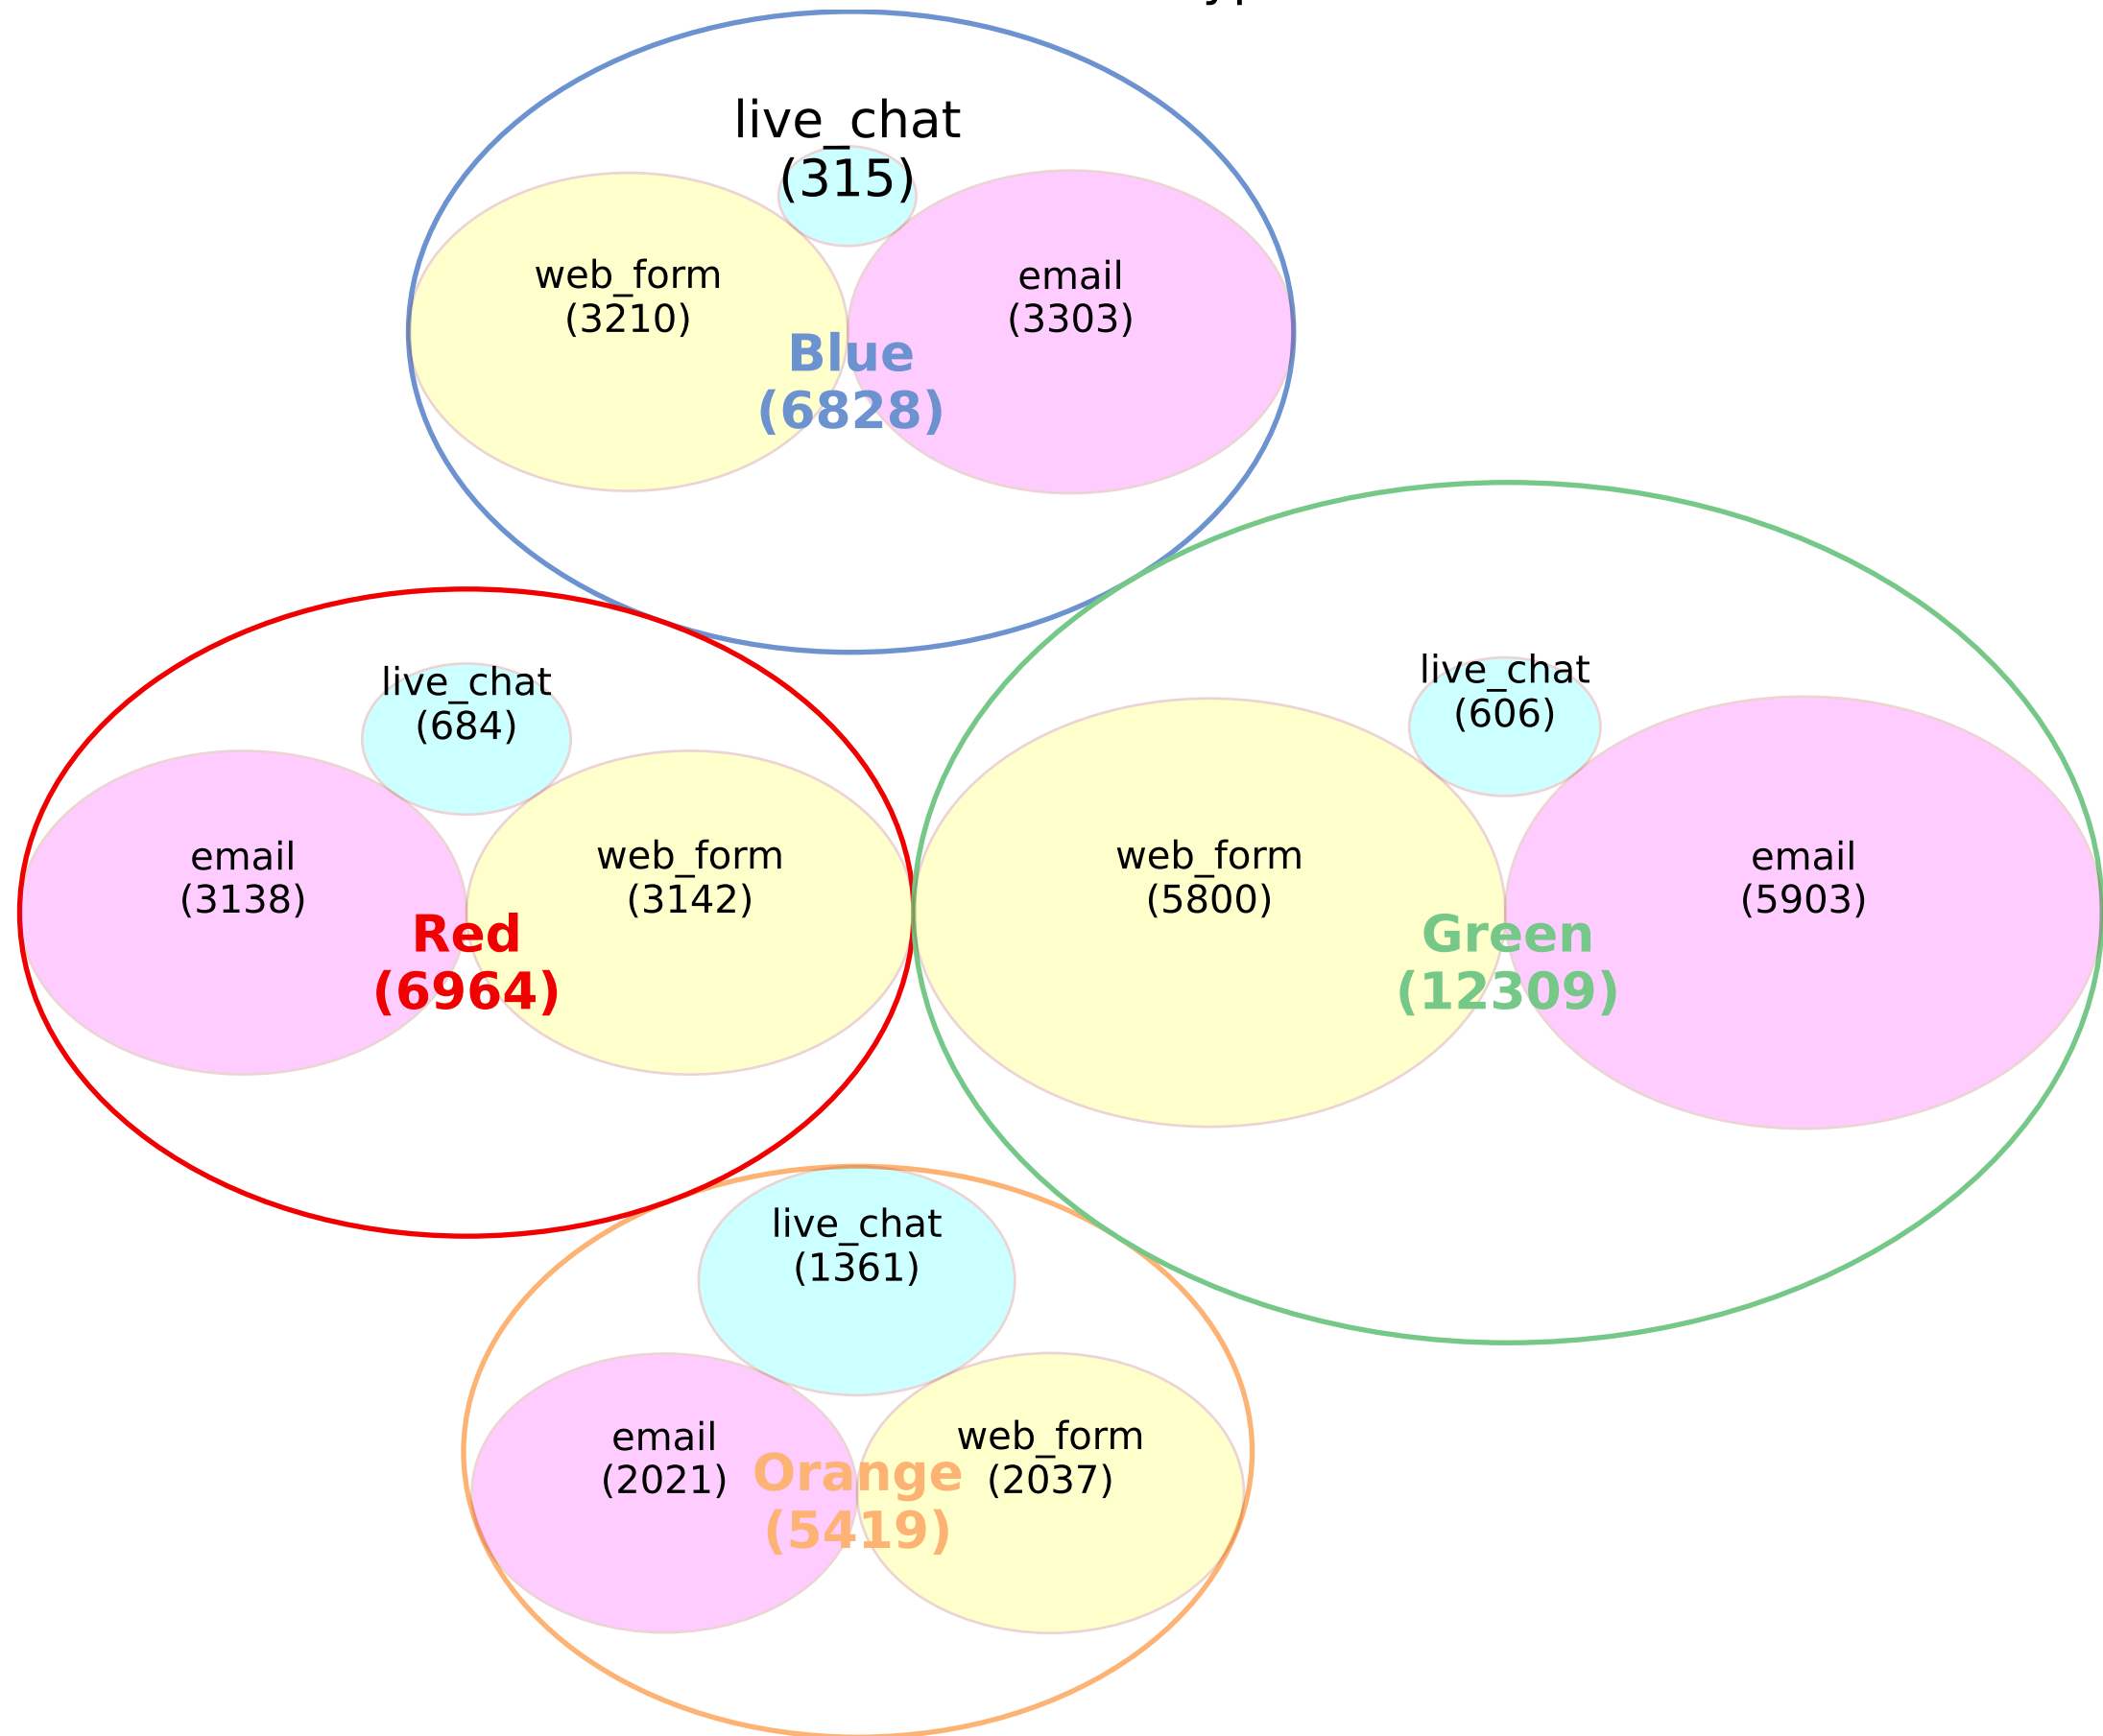 live_chat
(315)
web_form
(3210)
email
(3303)
Blue
(6828)
live_chat
(684)
email
(3138)
web_form
(3142)
Red
(6964)
live_chat
(606)
web_form
(5800)
email
(5903)
Green
(12309)
live_chat
(1361)
email
(2021)
web_form
(2037)
Orange
(5419)